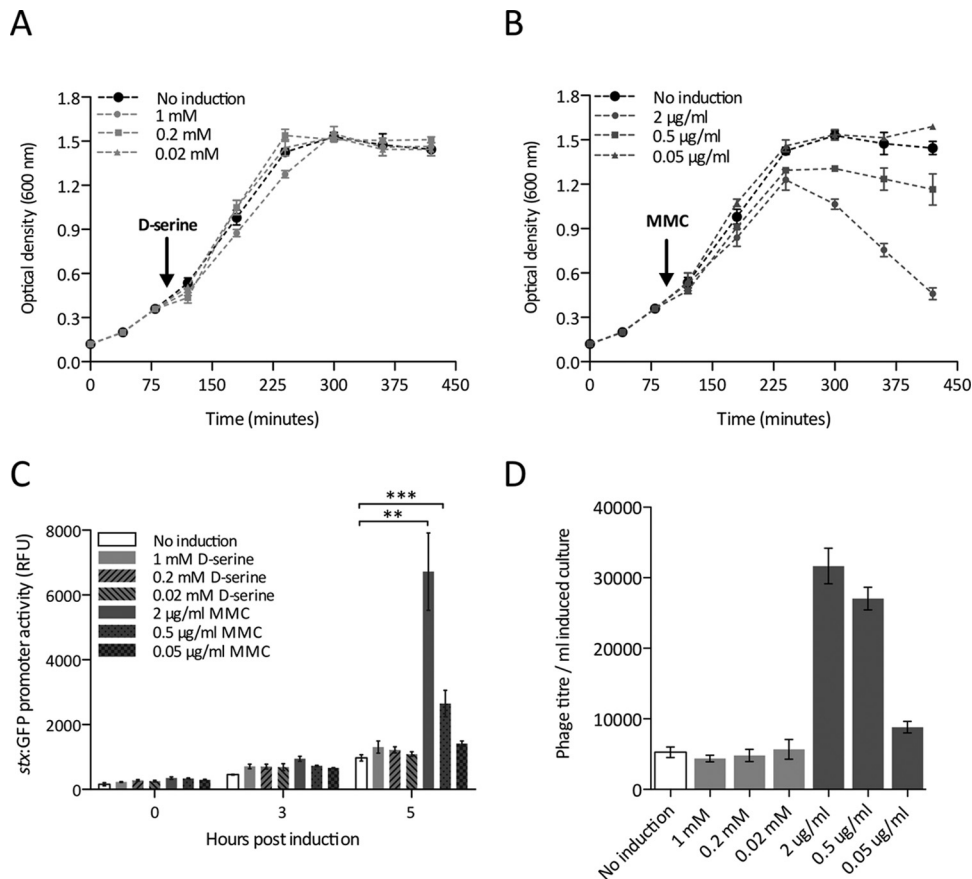 A
B
No induction
1 mM
0.2 mM
0.02 mM
D-serine
Optical density (600 nm)
1.8
1.5
1.2
0.9
0.6
0.3
0.0
0 75 150 225 300 375 450
Time (minutes)
No induction
2 µg/ml
0.5 µg/ml
0.05 µg/ml
MMC
Optical density (600 nm)
1.8
1.5
1.2
0.9
0.6
0.3
0.0
0 75 150 225 300 375 450
Time (minutes)
C
D
***
**
No induction
1 mM D-serine
0.2 mM D-serine
0.02 mM D-serine
2 µg/ml MMC
0.5 µg/ml MMC
0.05 µg/ml MMC
stx:GFP promoter activity (RFU)
8000
6000
4000
2000
0
0 3 5
Hours post induction
Phage titre / ml induced culture
40000
30000
20000
10000
0
No induction
1 mM
0.2 mM
0.02 mM
2 ug/ml
0.5 ug/ml
0.05 ug/ml